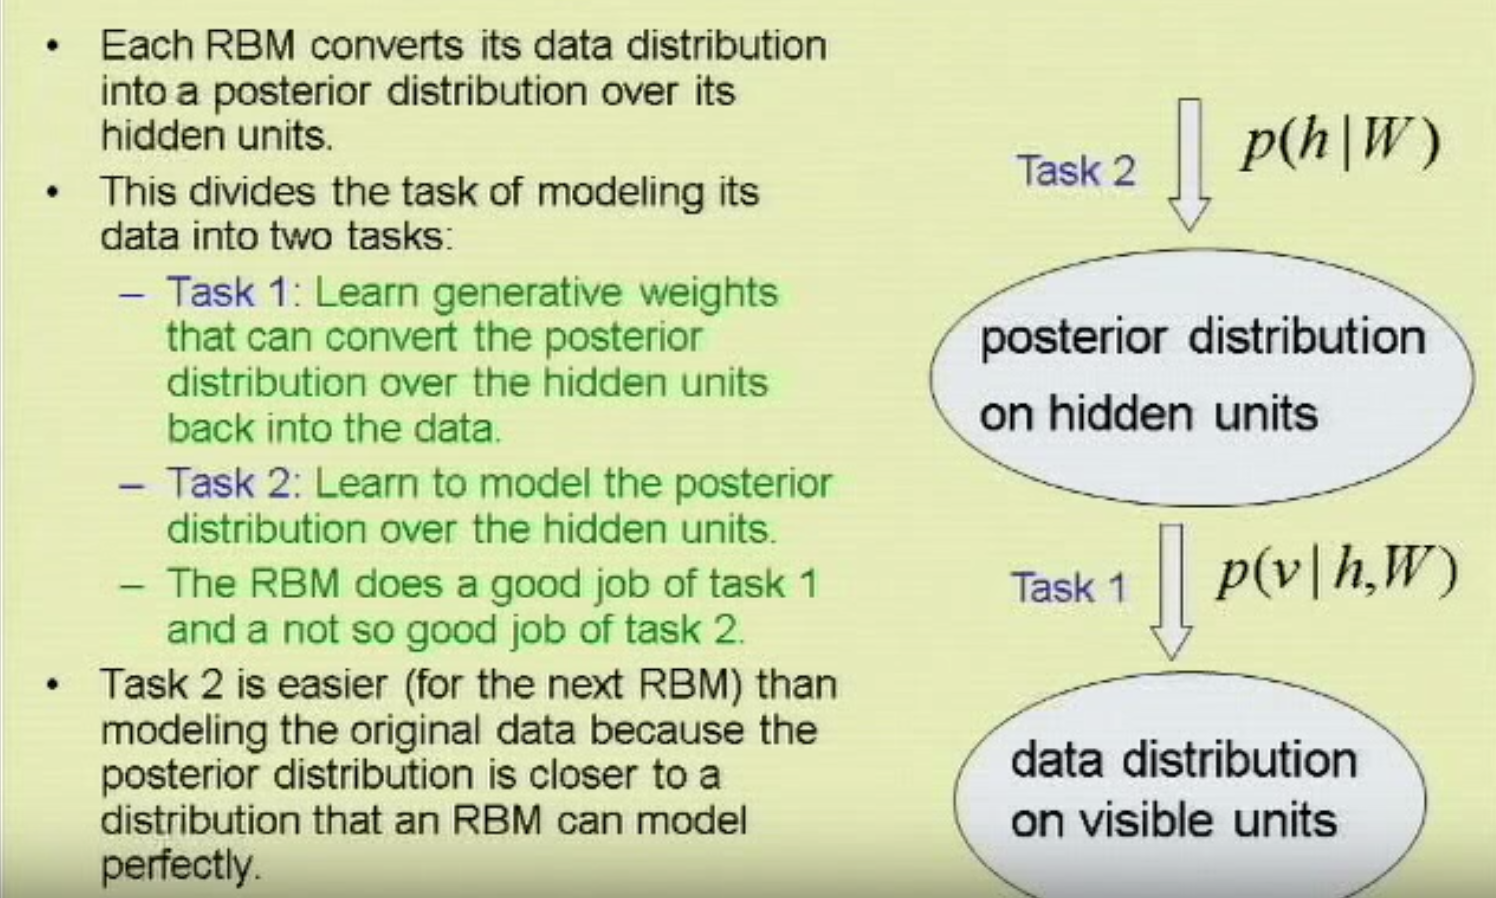 • Each RBM converts its data distribution
into a posterior distribution over its
hidden units.
• This divides the task of modeling its
data into two tasks:
– Task 1: Learn generative weights
that can convert the posterior
distribution over the hidden units
back into the data.
– Task 2: Learn to model the posterior
distribution over the hidden units.
– The RBM does a good job of task 1
and a not so good job of task 2.
• Task 2 is easier (for the next RBM) than
modeling the original data because the
posterior distribution is closer to a
distribution that an RBM can model
perfectly.
Task 2
p(h|W)
posterior distribution
on hidden units
Task 1
p(v|h,W)
data distribution
on visible units